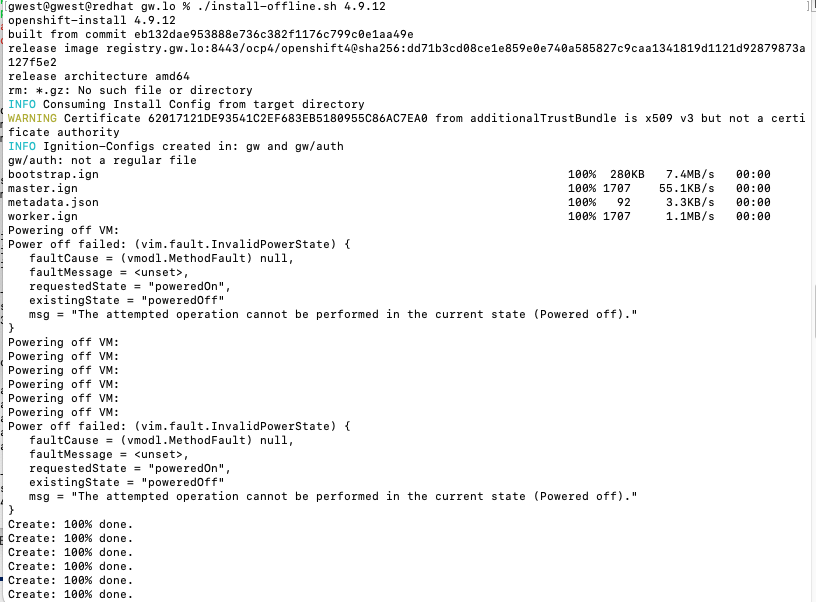 gwest@gwest@redhat gw.lo % ./install-offline.sh 4.9.12
openshift-install 4.9.12
built from commit eb132dae953888e736c382f1176c799c0e1aa49e
release image registry.gw.lo:8443/ocp4/openshift4@sha256:dd71b3cd08ce1e859e0e740a585827c9caa1341819d1121d92879873a
127f5e2
release architecture amd64
rm: *.gz: No such file or directory
INFO Consuming Install Config from target directory
WARNING Certificate 62017121DE93541C2EF683EB5180955C86AC7EA0 from additionalTrustBundle is x509 v3 but not a certi
ficate authority
INFO Ignition-Configs created in: gw and gw/auth
gw/auth: not a regular file
bootstrap.ign 100% 280KB 7.4MB/s 00:00
master.ign 100% 1707 55.1KB/s 00:00
metadata.json 100% 92 3.3KB/s 00:00
worker.ign 100% 1707 1.1MB/s 00:00
Powering off VM:
Power off failed: (vim.fault.InvalidPowerState) {
   faultCause = (vmodl.MethodFault) null,
   faultMessage = <unset>,
   requestedState = "poweredOn",
   existingState = "poweredOff"
   msg = "The attempted operation cannot be performed in the current state (Powered off)."
}
Powering off VM:
Powering off VM:
Powering off VM:
Powering off VM:
Powering off VM:
Powering off VM:
Power off failed: (vim.fault.InvalidPowerState) {
   faultCause = (vmodl.MethodFault) null,
   faultMessage = <unset>,
   requestedState = "poweredOn",
   existingState = "poweredOff"
   msg = "The attempted operation cannot be performed in the current state (Powered off)."
}
Create: 100% done.
Create: 100% done.
Create: 100% done.
Create: 100% done.
Create: 100% done.
Create: 100% done.